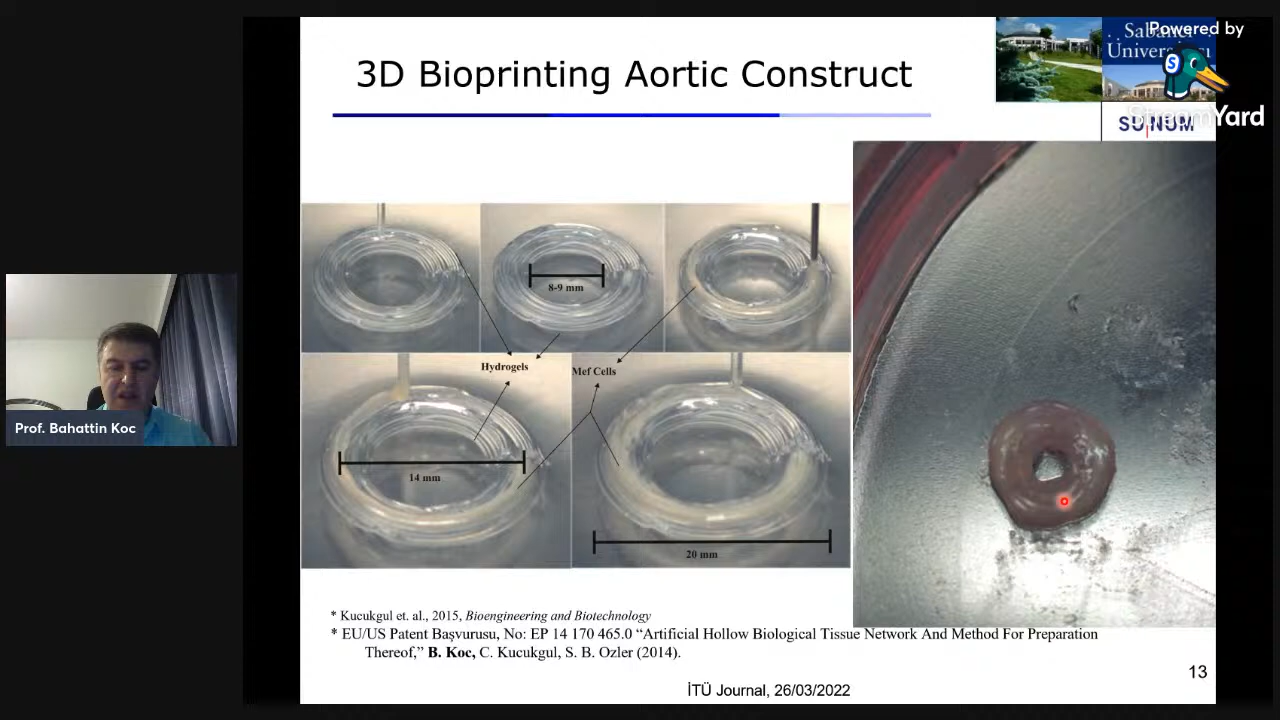 3D Bioprinting Aortic Construct
Sabancı
Üniversitesi
Powered by
S C
StreamYard
SUNUM
8-9 mm
Hydrogels
Mef Cells
14 mm
20 mm
Prof. Bahattin Koc
* Kucukgul et. al., 2015, Bioengineering and Biotechnology
* EU/US Patent Başvurusu, No: EP 14 170 465.0 “Artificial Hollow Biological Tissue Network And Method For Preparation
Thereof,” B. Koc, C. Kucukgul, S. B. Ozler (2014).
13
İTÜ Journal, 26/03/2022